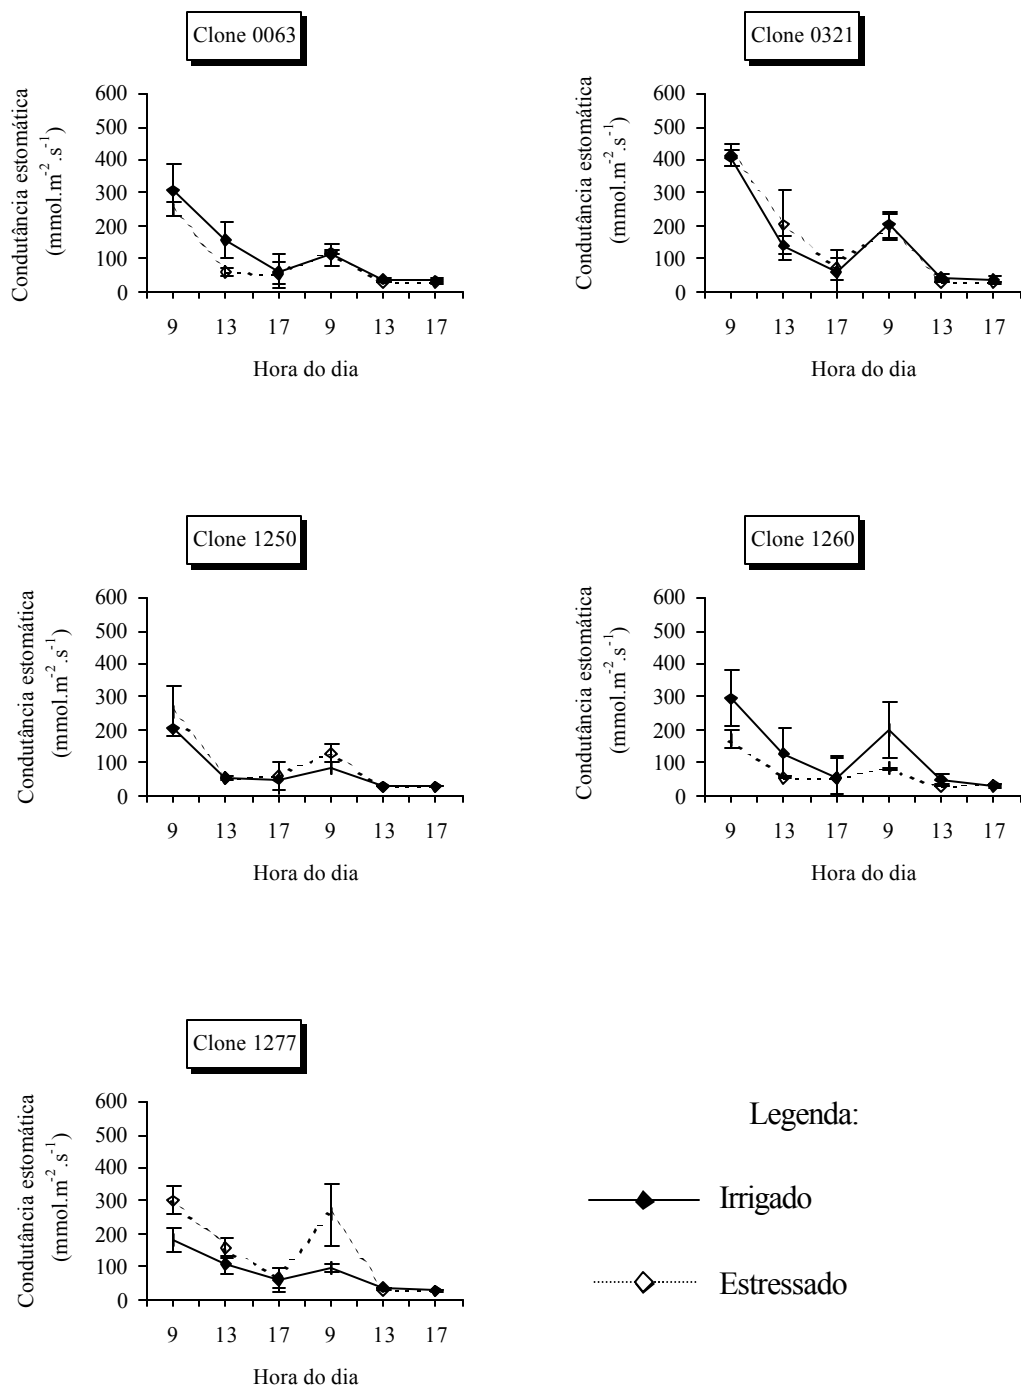 Clone 0063
Condutância estomática
(mmol.m⁻².s⁻¹)
600
500
400
300
200
100
0
9 13 17 9 13 17
Hora do dia
Clone 0321
Condutância estomática
(mmol.m⁻².s⁻¹)
600
500
400
300
200
100
0
9 13 17 9 13 17
Hora do dia
Clone 1250
Condutância estomática
(mmol.m⁻².s⁻¹)
600
500
400
300
200
100
0
9 13 17 9 13 17
Hora do dia
Clone 1260
Condutância estomática
(mmol.m⁻².s⁻¹)
600
500
400
300
200
100
0
9 13 17 9 13 17
Hora do dia
Clone 1277
Condutância estomática
(mmol.m⁻².s⁻¹)
600
500
400
300
200
100
0
9 13 17 9 13 17
Hora do dia
Legenda:
Irrigado
Estressado